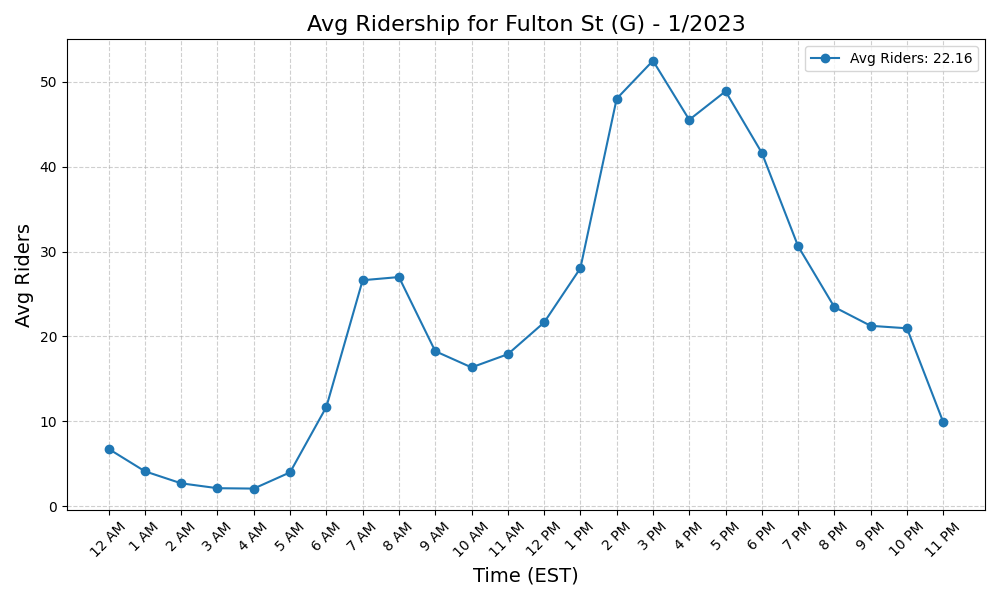 Avg Ridership for Fulton St (G) - 1/2023
Avg Riders: 22.16
Avg Riders
50
40
30
20
10
0
12 AM
1 AM
2 AM
3 AM
4 AM
5 AM
6 AM
7 AM
8 AM
9 AM
10 AM
11 AM
12 PM
1 PM
2 PM
3 PM
4 PM
5 PM
6 PM
7 PM
8 PM
9 PM
10 PM
11 PM
Time (EST)